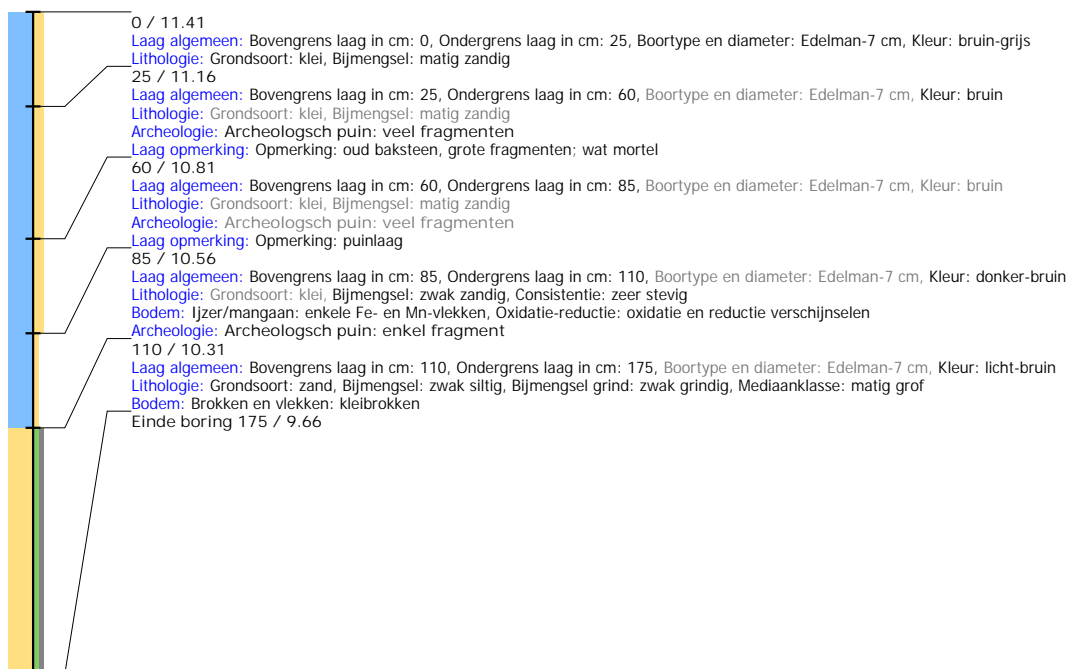 0 / 11.41
Laag algemeen: Bovengrens laag in cm: 0, Ondergrens laag in cm: 25, Boortype en diameter: Edelman-7 cm, Kleur: bruin-grijs
Lithologie: Grondsoort: klei, Bijmengsel: matig zandig
25 / 11.16
Laag algemeen: Bovengrens laag in cm: 25, Ondergrens laag in cm: 60, Boortype en diameter: Edelman-7 cm, Kleur: bruin
Lithologie: Grondsoort: klei, Bijmengsel: matig zandig
Archeologie: Archeologsch puin: veel fragmenten
Laag opmerking: Opmerking: oud baksteen, grote fragmenten; wat mortel
60 / 10.81
Laag algemeen: Bovengrens laag in cm: 60, Ondergrens laag in cm: 85, Boortype en diameter: Edelman-7 cm, Kleur: bruin
Lithologie: Grondsoort: klei, Bijmengsel: matig zandig
Archeologie: Archeologsch puin: veel fragmenten
Laag opmerking: Opmerking: puinlaag
85 / 10.56
Laag algemeen: Bovengrens laag in cm: 85, Ondergrens laag in cm: 110, Boortype en diameter: Edelman-7 cm, Kleur: donker-bruin
Lithologie: Grondsoort: klei, Bijmengsel: zwak zandig, Consistentie: zeer stevig
Bodem: Ijzer/mangaan: enkele Fe- en Mn-vlekken, Oxidatie-reductie: oxidatie en reductie verschijnselen
Archeologie: Archeologsch puin: enkel fragment
110 / 10.31
Laag algemeen: Bovengrens laag in cm: 110, Ondergrens laag in cm: 175, Boortype en diameter: Edelman-7 cm, Kleur: licht-bruin
Lithologie: Grondsoort: zand, Bijmengsel: zwak siltig, Bijmengsel grind: zwak grindig, Mediaanklasse: matig grof
Bodem: Brokken en vlekken: kleibrokken
Einde boring 175 / 9.66